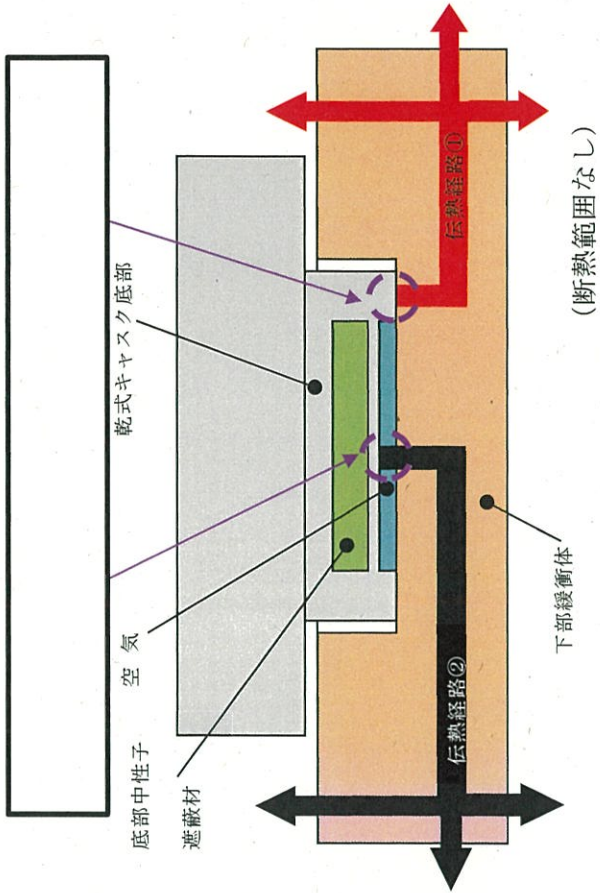 乾式キャスク底部
空 気
底部中性子
遮蔽材
伝熱経路①
伝熱経路②
下部緩衝体
(断熱範囲なし)